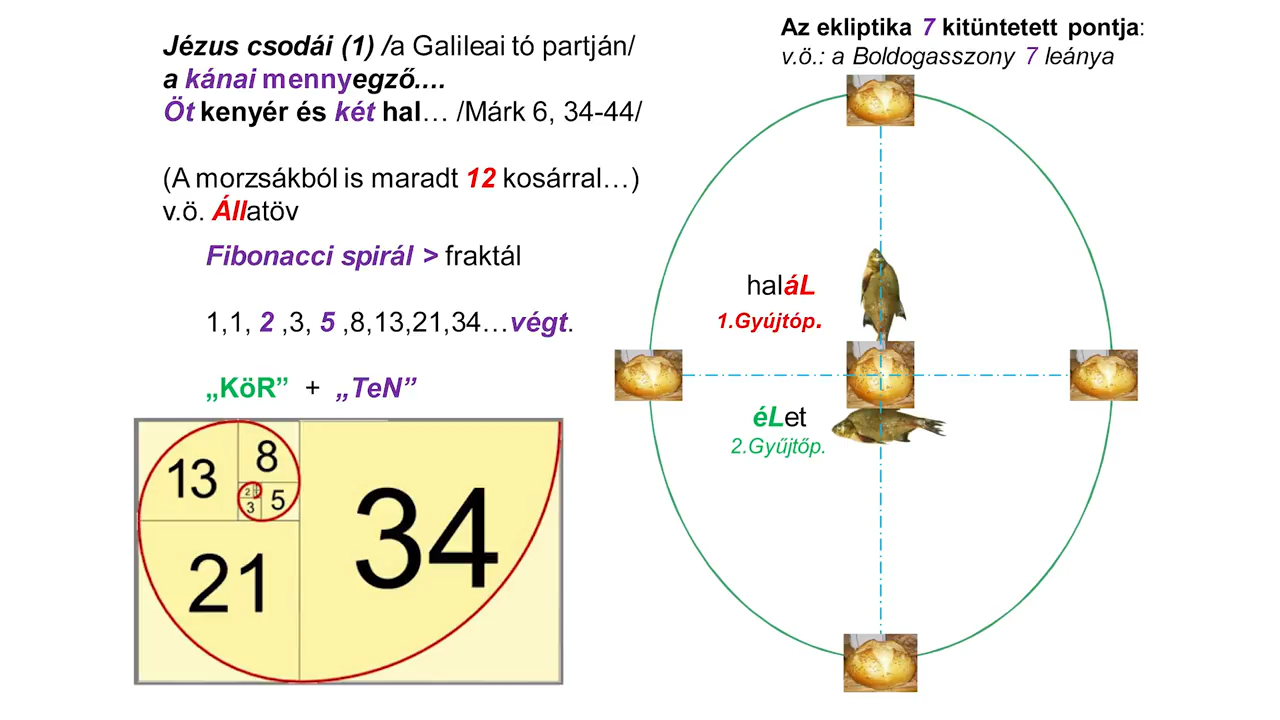 Jézus csodái (1) /a Galileai tó partján/
a kánai mennyegző....
Öt kenyér és két hal… /Márk 6, 34-44/
(A morzsákból is maradt 12 kosárral…)
v.ö. Állatöv
Fibonacci spirál > fraktál
1,1, 2 ,3, 5 ,8,13,21,34…végt.
„KöR” + „TeN”
13
8
2
3
5
21
34
Az ekliptika 7 kitüntetett pontja:
v.ö.: a Boldogasszony 7 leánya
haláL
1.Gyújtóp.
éLet
2.Gyűjtőp.